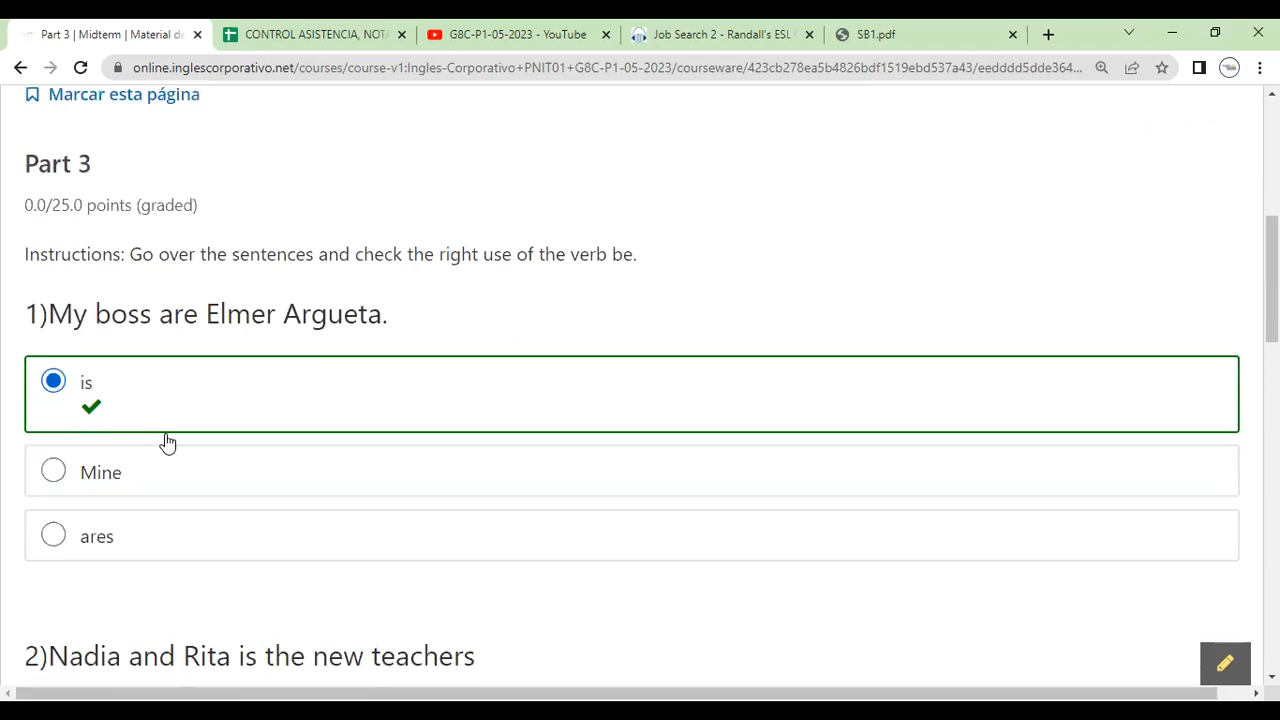 Part 3 | Midterm | Material de
CONTROL ASISTENCIA, NOTA
G8C-P1-05-2023 - YouTube
Job Search 2 - Randall's ESL C
SB1.pdf
online.inglescorporativo.net/courses/course-v1:Ingles-Corporativo+PNIT01+G8C-P1-05-2023/courseware/423cb278ea5b4826bdf1519ebd537a43/eedddd5dde364...
Marcar esta página
Part 3
0.0/25.0 points (graded)
Instructions: Go over the sentences and check the right use of the verb be.
1)My boss are Elmer Argueta.
is
Mine
ares
2)Nadia and Rita is the new teachers